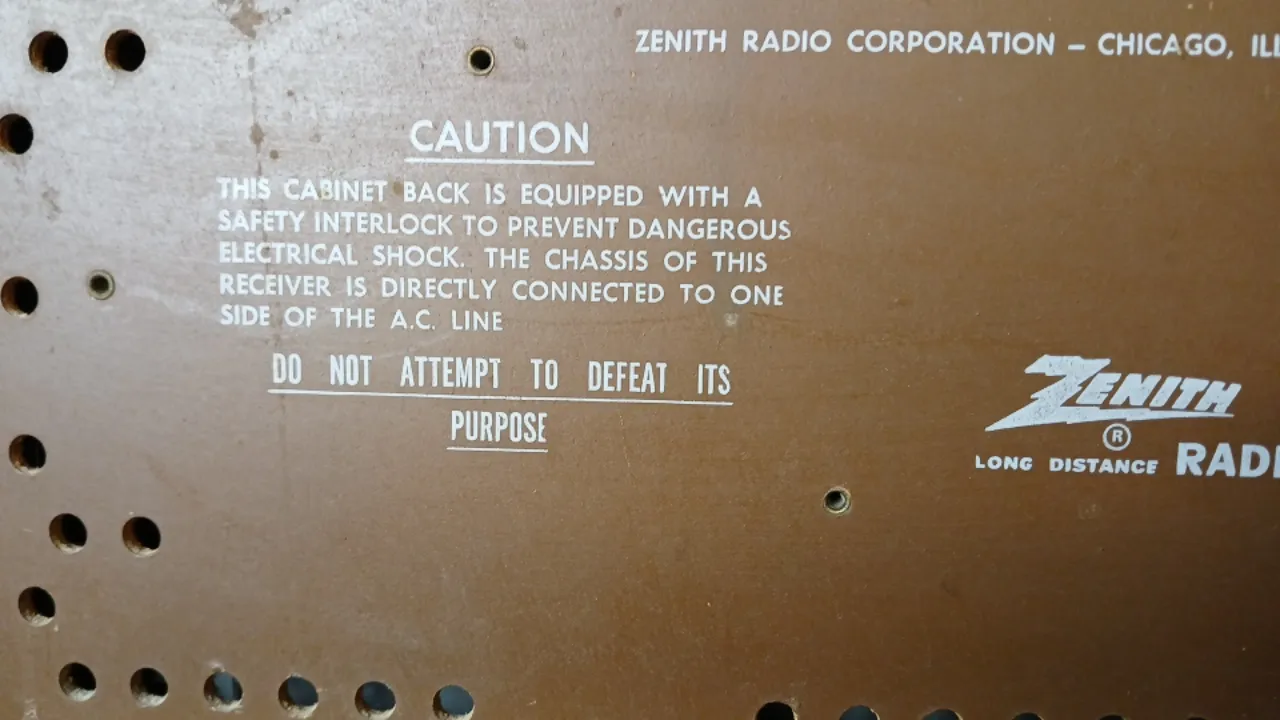 ZENITH RADIO CORPORATION – CHICAGO, ILL
CAUTION
THIS CABINET BACK IS EQUIPPED WITH A
SAFETY INTERLOCK TO PREVENT DANGEROUS
ELECTRICAL SHOCK. THE CHASSIS OF THIS
RECEIVER IS DIRECTLY CONNECTED TO ONE
SIDE OF THE A.C. LINE
DO NOT ATTEMPT TO DEFEAT ITS
PURPOSE
ZENITH
®
LONG DISTANCE RADI